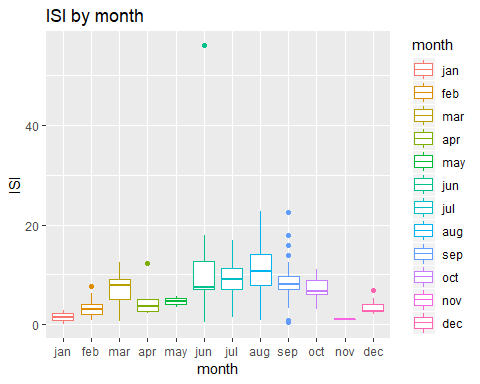 ISI by month
ISI
40
20
0
jan feb mar apr may jun jul aug sep oct nov dec
month
month
jan
feb
mar
apr
may
jun
jul
aug
sep
oct
nov
dec